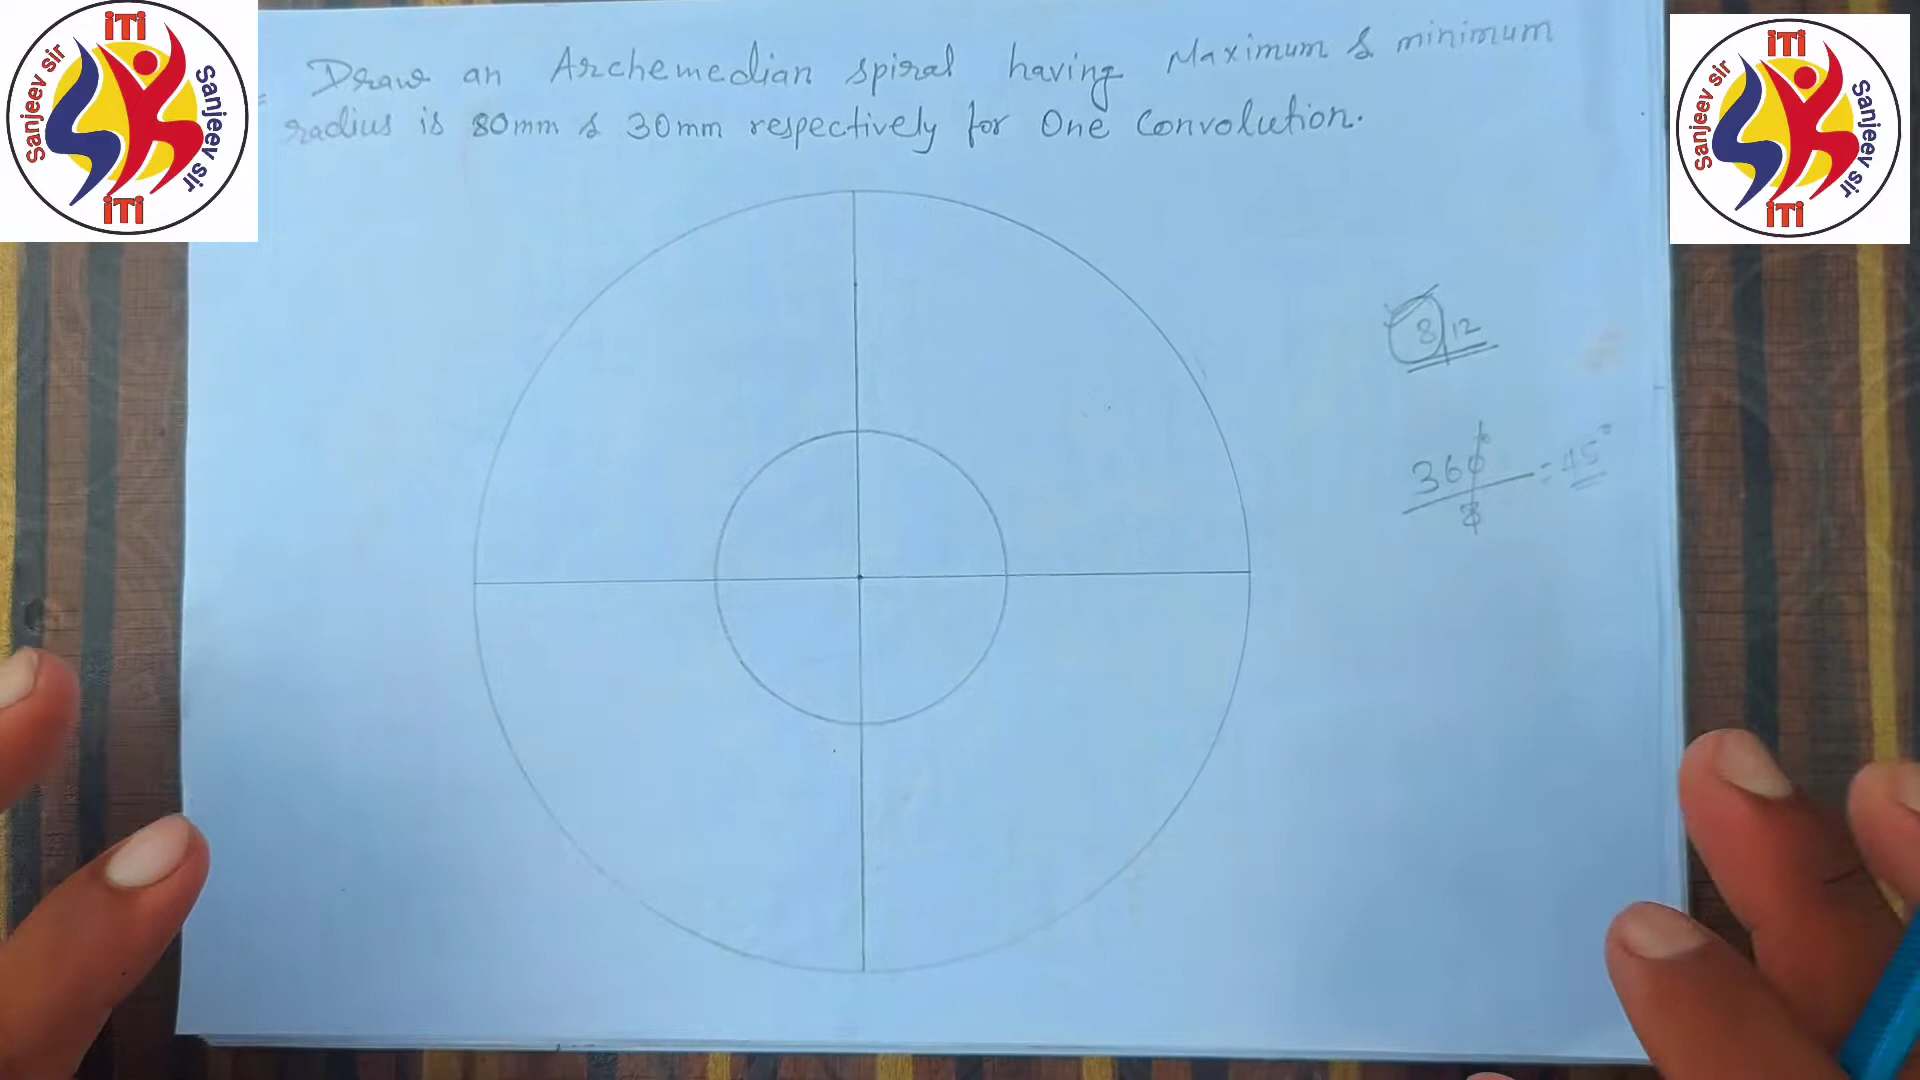 iTi
Sanjeev sir
Sanjeev sir
iTi
Draw an Archemedian spiral having Maximum & minimum
radius is 80mm & 30mm respectively for One Convolution.
iTi
Sanjeev sir
Sanjeev sir
iTi
8,12
360° = 45°
8